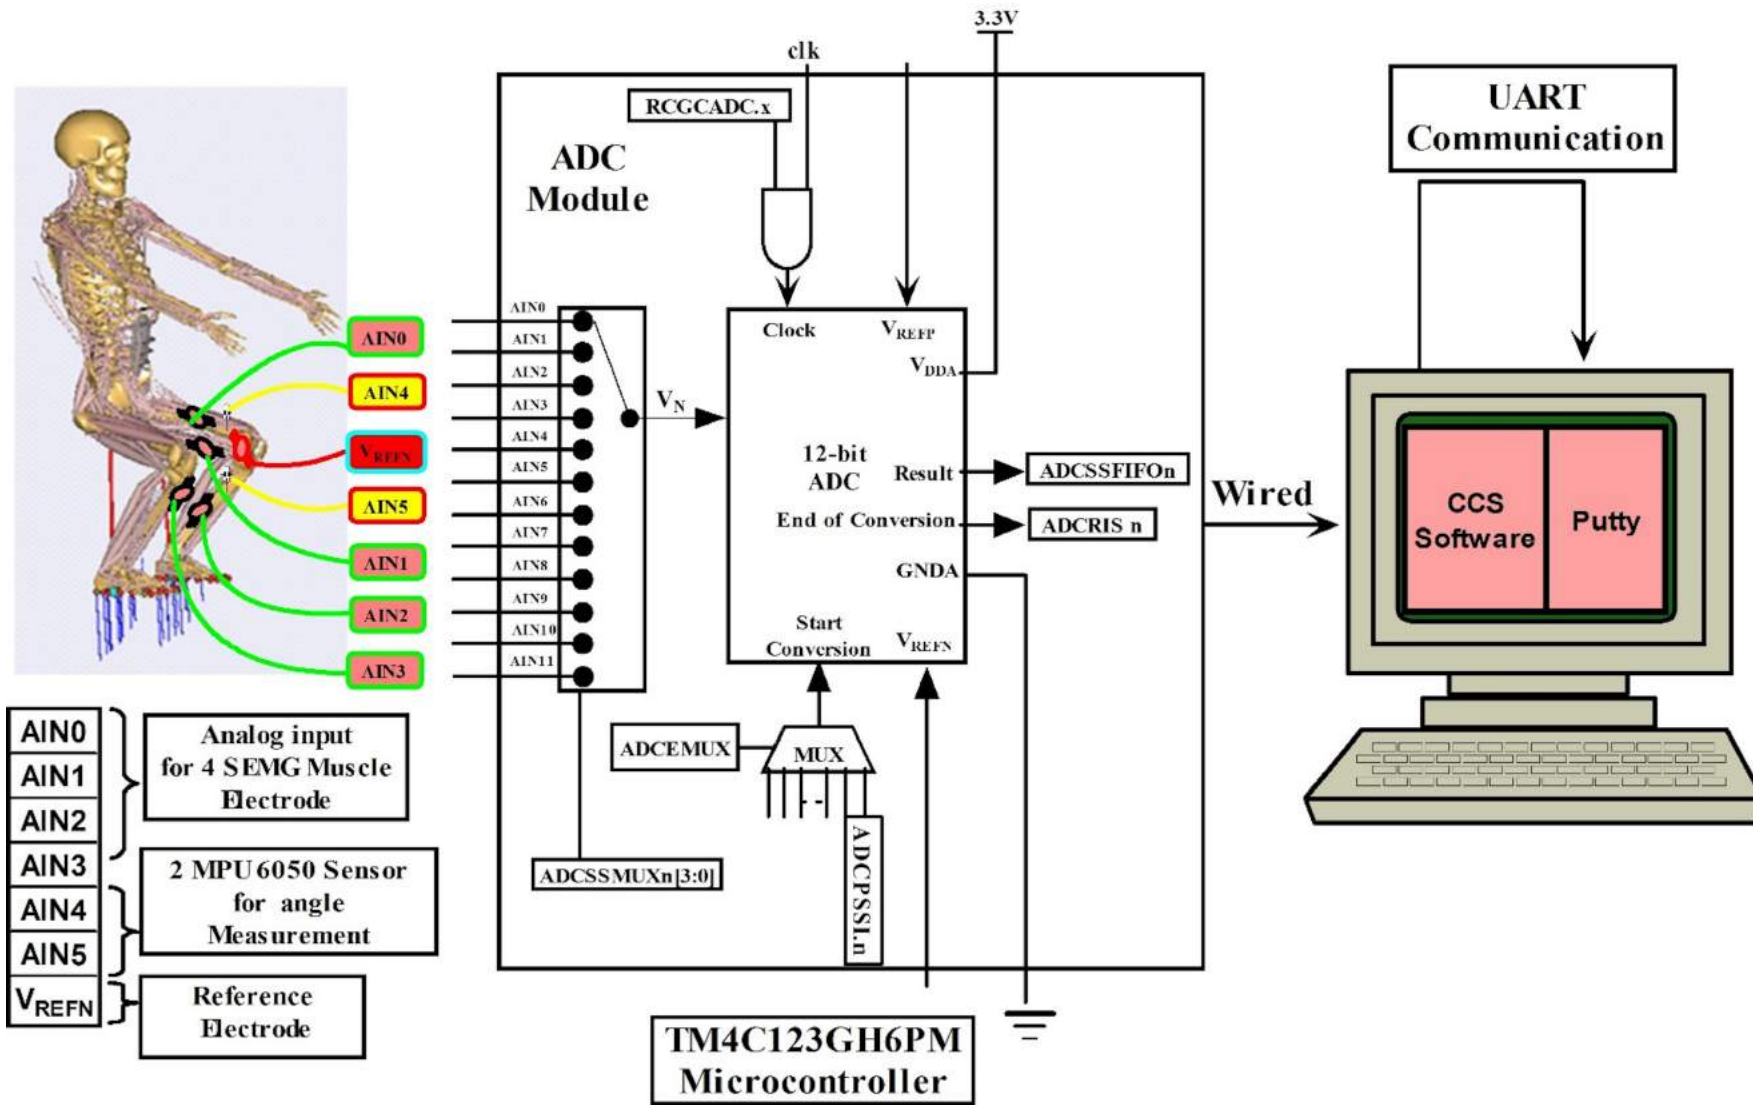 3.3V
clk
RCGCADC.x
ADC
Module
UART
Communication
AIN0
AIN4
VREFN
AIN5
AIN1
AIN2
AIN3
AIN0
AIN1
AIN2
AIN3
AIN4
AIN5
AIN6
AIN7
AIN8
AIN9
AIN10
AIN11
VN
Clock
VREFP
VDDA
12-bit
ADC
Result
End of Conversion
GNDA
Start
Conversion
VREFN
ADCSSFIFOn
ADCRIS n
Wired
CCS
Software
Putty
ADCEMUX
MUX
ADCPSSI.n
ADCSSMUXn[3:0]
AIN0
AIN1
AIN2
AIN3
AIN4
AIN5
VREFN
Analog input
for 4 SEMG Muscle
Electrode
2 MPU6050 Sensor
for angle
Measurement
Reference
Electrode
TM4C123GH6PM
Microcontroller